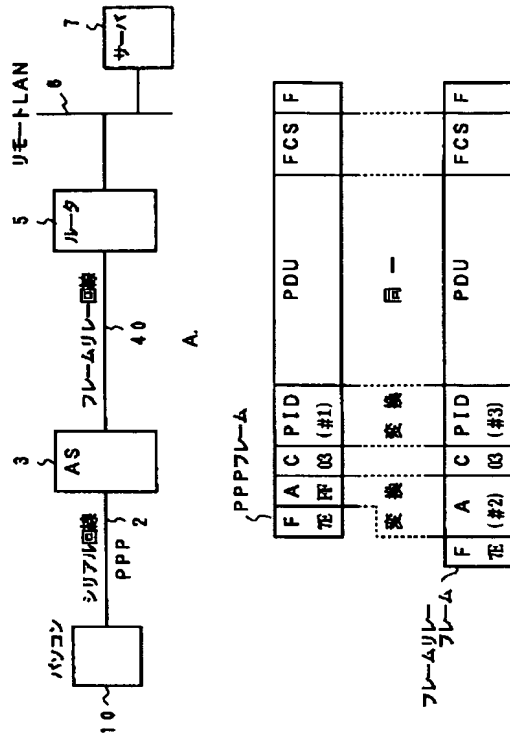 パソコン
10
シリアル回線
PPP
2
3
AS
フレームリレー回線
40
5
ルータ
リモートLAN
6
7
サーバ
A.
PPPフレーム
F A C PID PDU FCS F
7E FF 03 (#1)
変換 変換 同一
フレームリレー
フレーム
F A C PID PDU FCS F
7E (#2) 03 (#3)